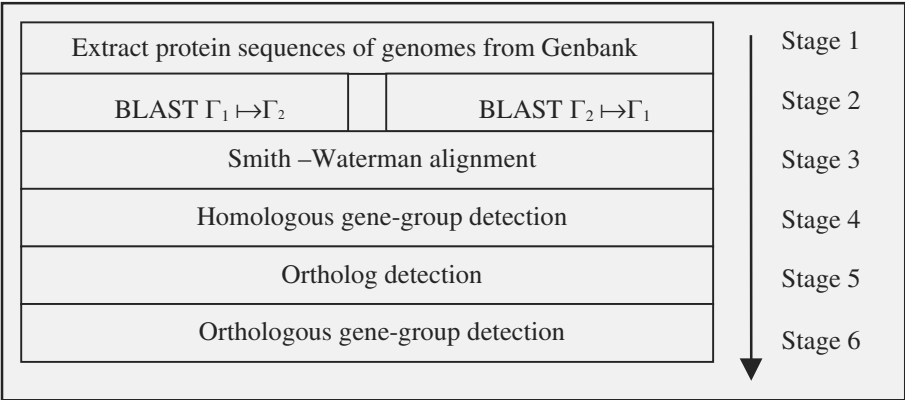 Extract protein sequences of genomes from Genbank
Stage 1
BLAST Γ₁ ↦Γ₂
BLAST Γ₂ ↦Γ₁
Stage 2
Smith –Waterman alignment
Stage 3
Homologous gene-group detection
Stage 4
Ortholog detection
Stage 5
Orthologous gene-group detection
Stage 6